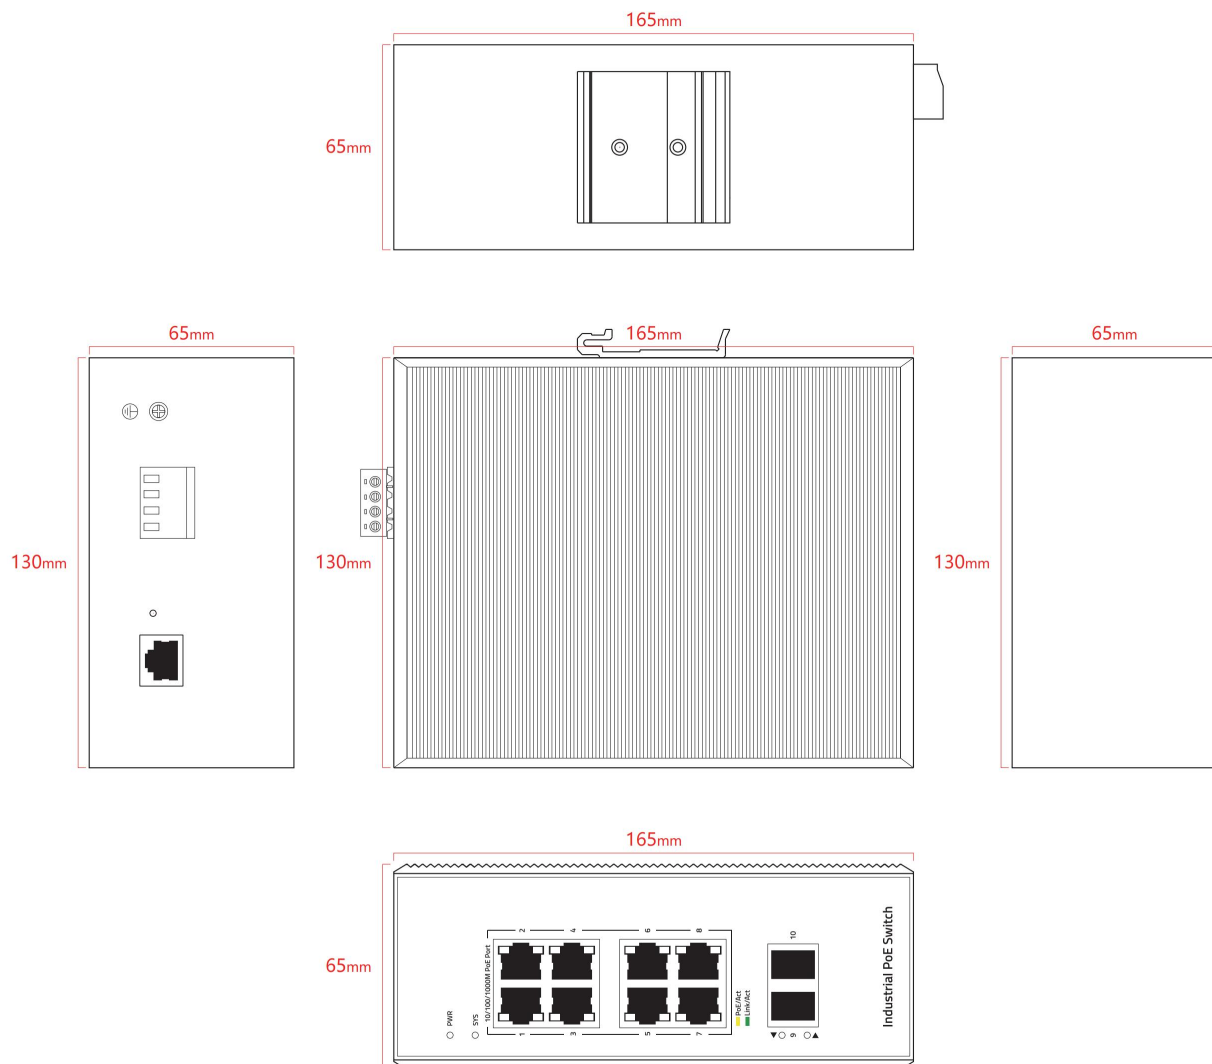 165mm
65mm
65mm
165mm
65mm
130mm
130mm
130mm
165mm
65mm
PWR
SYS
10/100/1000M PoE Port
2
4
6
8
1
3
5
7
PoE/Act
Link/Act
10
9
Industrial PoE Switch